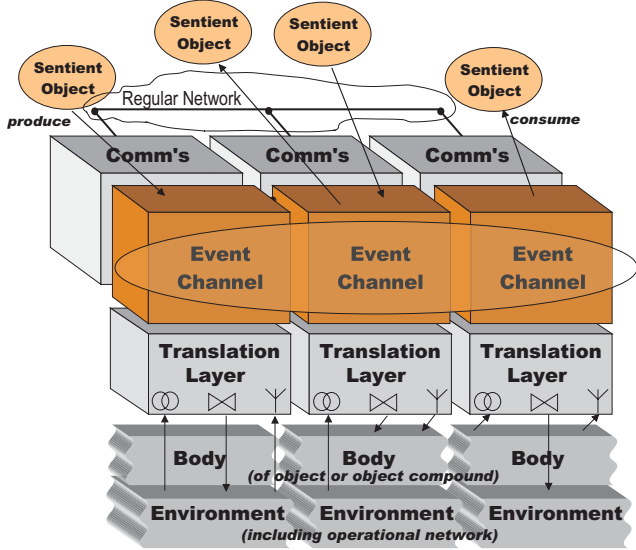 Sentient
Object
Sentient
Object
Sentient
Object
Sentient
Object
Regular Network
produce
consume
Comm's
Comm's
Comm's
Event
Channel
Event
Channel
Event
Channel
Translation
Layer
Translation
Layer
Translation
Layer
Body
Body
Body
(of object or object compound)
Environment
Environment
Environment
(including operational network)